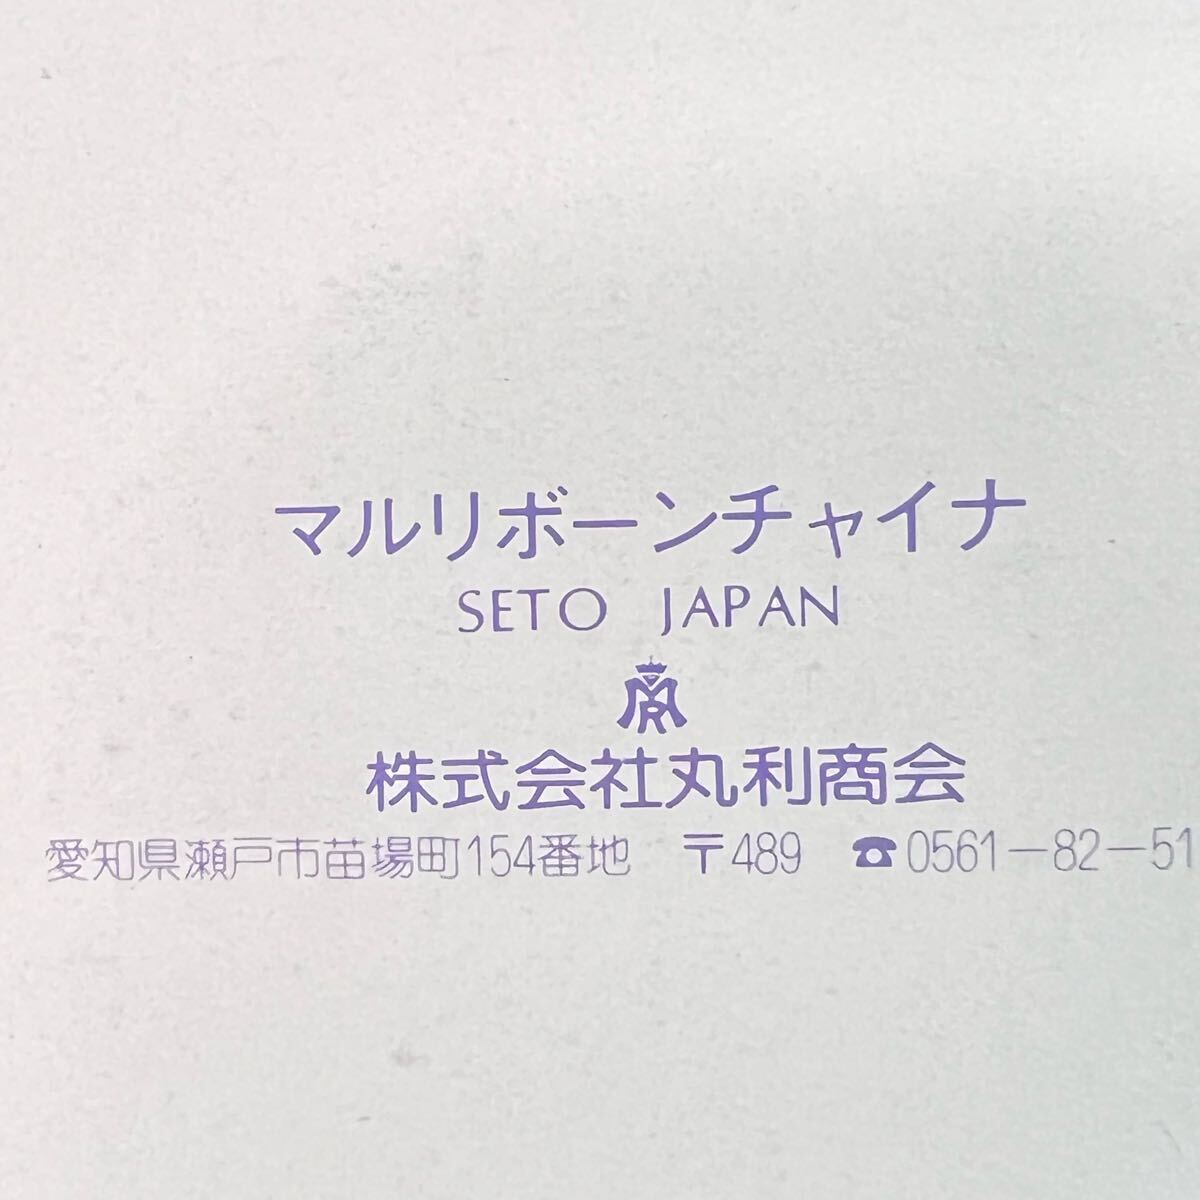 マルリボーンチャイナ
SETO JAPAN
MR
株式会社丸利商会
愛知県瀬戸市苗場町154番地 〒489 ☎0561-82-51